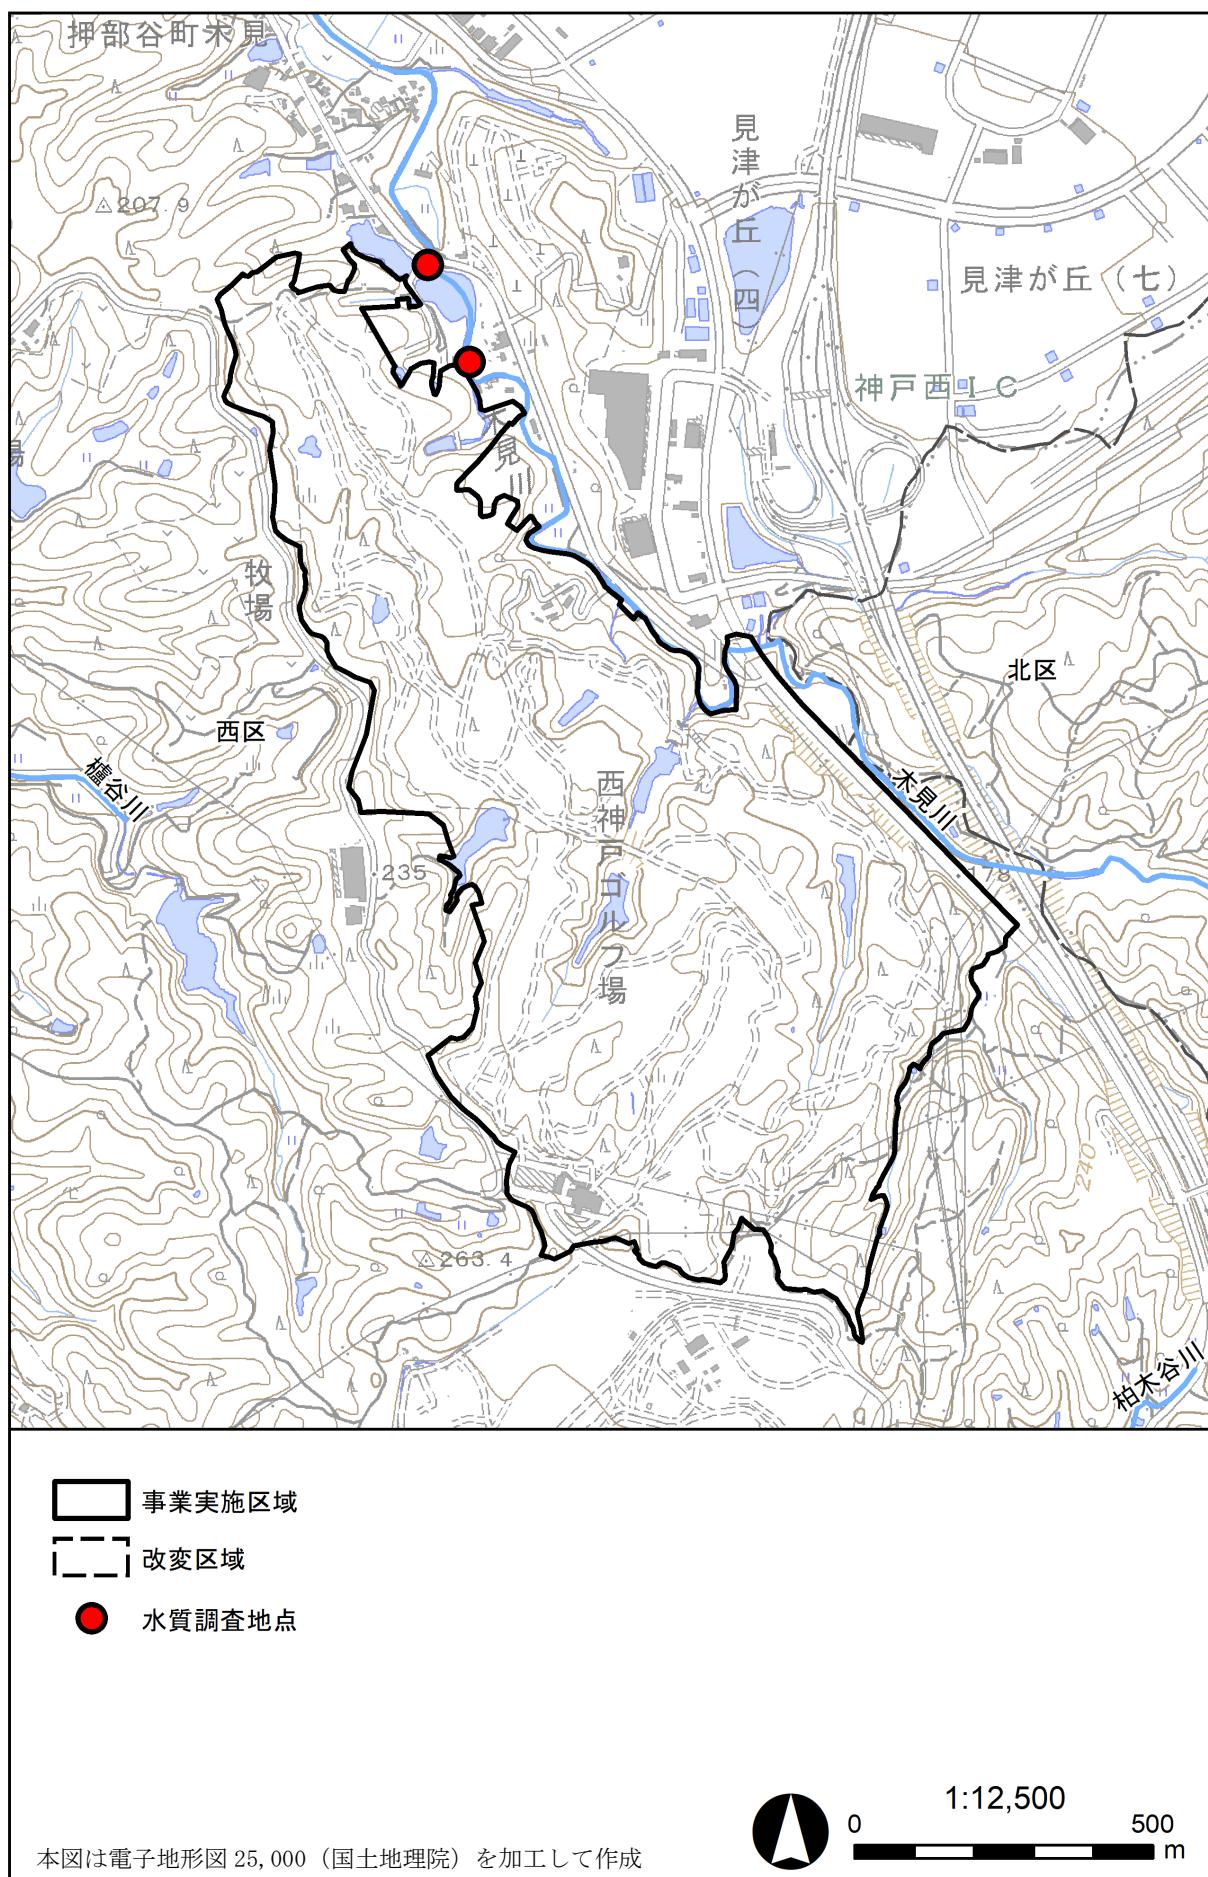 押部谷町木見
見津が丘（四）
207.9
見津が丘（七）
神戸西ＩＣ
木見川
牧場
北区
西区
櫨谷川
西神戸ゴルフ場
木見川
235
178
240
263.4
柏木谷川
事業実施区域
改変区域
水質調査地点
1:12,500
0 500
m
本図は電子地形図 25,000（国土地理院）を加工して作成